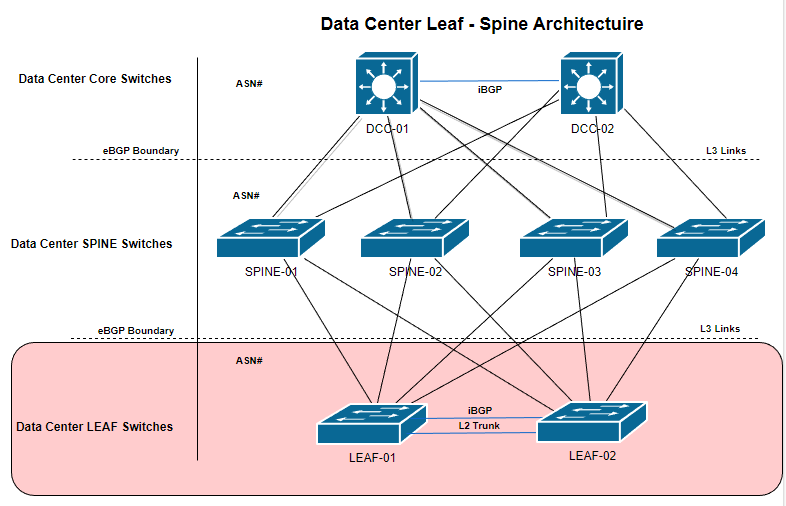 Data Center Leaf - Spine Architectuire
Data Center Core Switches
ASN#
iBGP
DCC-01
DCC-02
eBGP Boundary
L3 Links
ASN#
Data Center SPINE Switches
SPINE-01
SPINE-02
SPINE-03
SPINE-04
eBGP Boundary
L3 Links
ASN#
Data Center LEAF Switches
iBGP
L2 Trunk
LEAF-01
LEAF-02